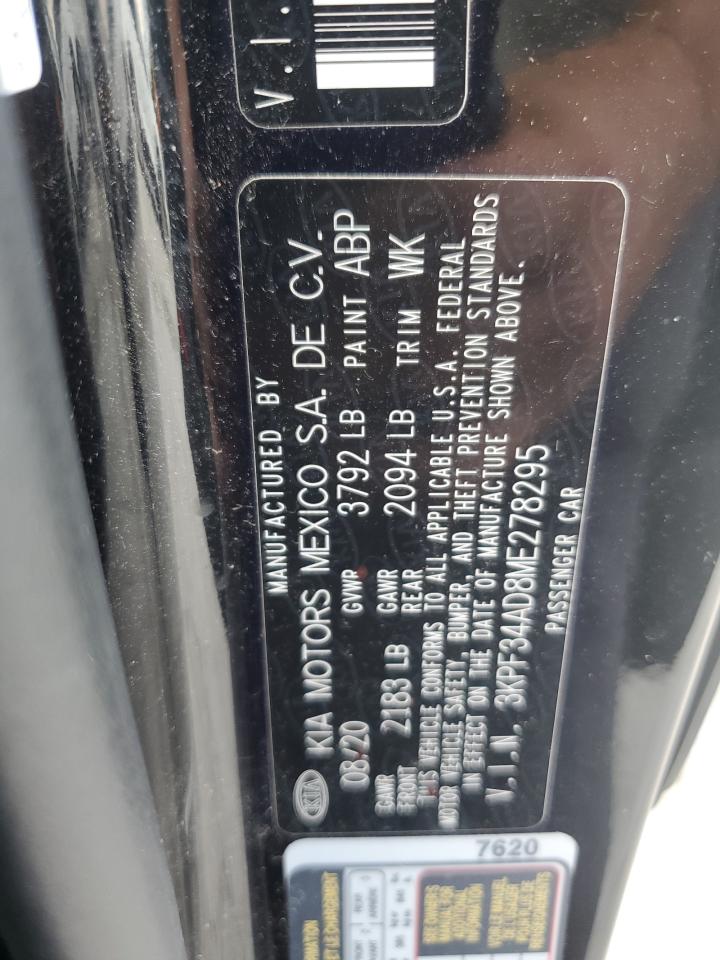 V.I.
MANUFACTURED BY
KIA KIA MOTORS MEXICO S.A. DE C.V.
08/20 GVWR 3792 LB PAINT ABP
GAWR FRONT 2183 LB GAWR REAR 2094 LB TRIM WK
THIS VEHICLE CONFORMS TO ALL APPLICABLE U.S.A. FEDERAL
MOTOR VEHICLE SAFETY, BUMPER, AND THEFT PREVENTION STANDARDS
IN EFFECT ON THE DATE OF MANUFACTURE SHOWN ABOVE.
V.I.N. 3KPF34AD8ME278295
PASSENGER CAR
7620